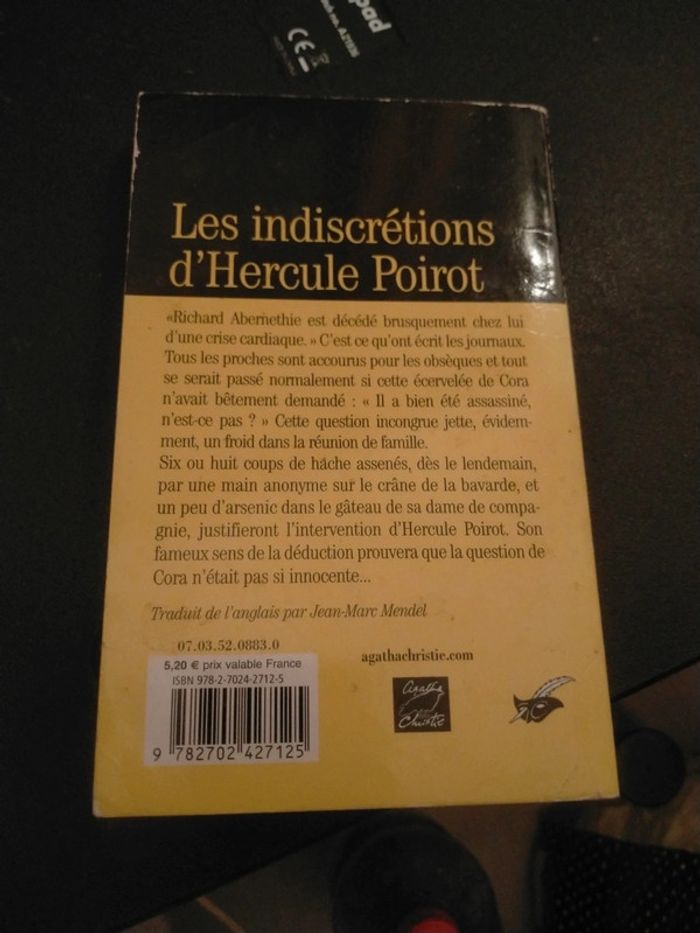 pad
Les indiscrétions
d'Hercule Poirot
«Richard Abernethie est décédé brusquement chez lui
d'une crise cardiaque. » C'est ce qu'ont écrit les journaux.
Tous les proches sont accourus pour les obsèques et tout
se serait passé normalement si cette écervelée de Cora
n'avait bêtement demandé : « Il a bien été assassiné,
n'est-ce pas ? » Cette question incongrue jette, évidem-
ment, un froid dans la réunion de famille.
Six ou huit coups de hâche assenés, dès le lendemain,
par une main anonyme sur le crâne de la bavarde, et
un peu d'arsenic dans le gâteau de sa dame de compa-
gnie, justifieront l'intervention d'Hercule Poirot. Son
fameux sens de la déduction prouvera que la question de
Cora n'était pas si innocente...
Traduit de l'anglais par Jean-Marc Mendel
07.03.52.0883.0
5,20 € prix valable France
ISBN 978-2-7024-2712-5
9 782702 427125
agathachristie.com
Agatha
Christie